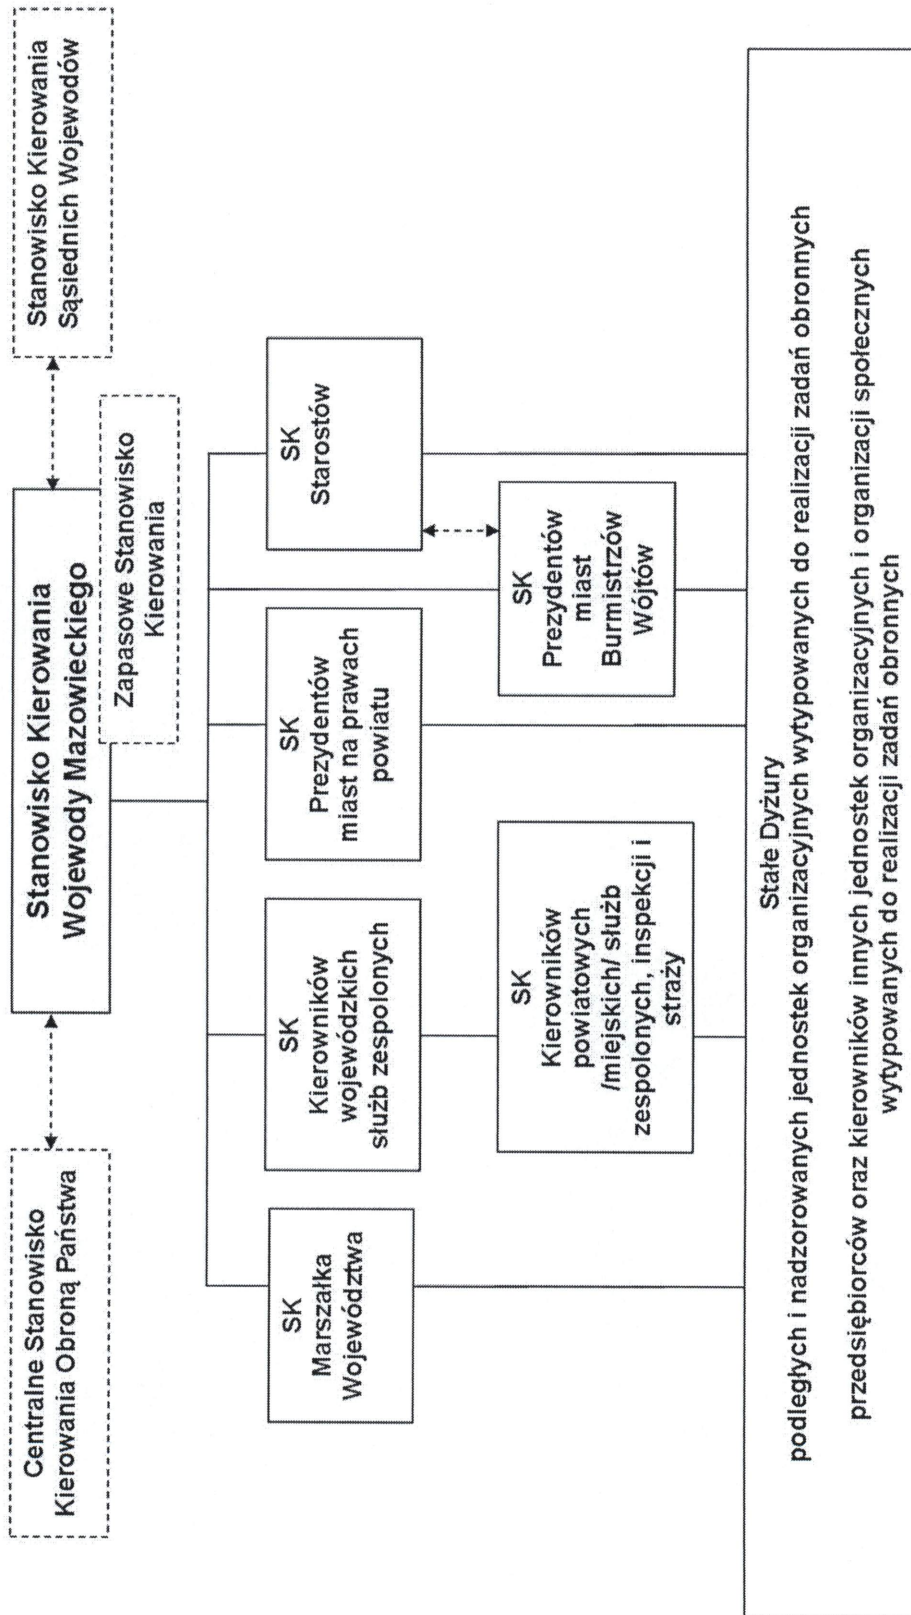 Centralne Stanowisko
Kierowania Obroną Państwa
Stanowisko Kierowania
Wojewody Mazowieckiego
Zapasowe Stanowisko
Kierowania
Stanowisko Kierowania
Sąsiednich Wojewodów
SK
Marszałka
Województwa
SK
Kierowników
wojewódzkich
służb zespolonych
SK
Prezydentów
miast na prawach
powiatu
SK
Starostów
SK
Kierowników
powiatowych
/miejskich/ służb
zespolonych, inspekcji i
straży
SK
Prezydentów
miast
Burmistrzów
Wójtów
Stałe Dyżury
podległych i nadzorowanych jednostek organizacyjnych wytypowanych do realizacji zadań obronnych
przedsiębiorców oraz kierowników innych jednostek organizacyjnych i organizacji społecznych
wytypowanych do realizacji zadań obronnych